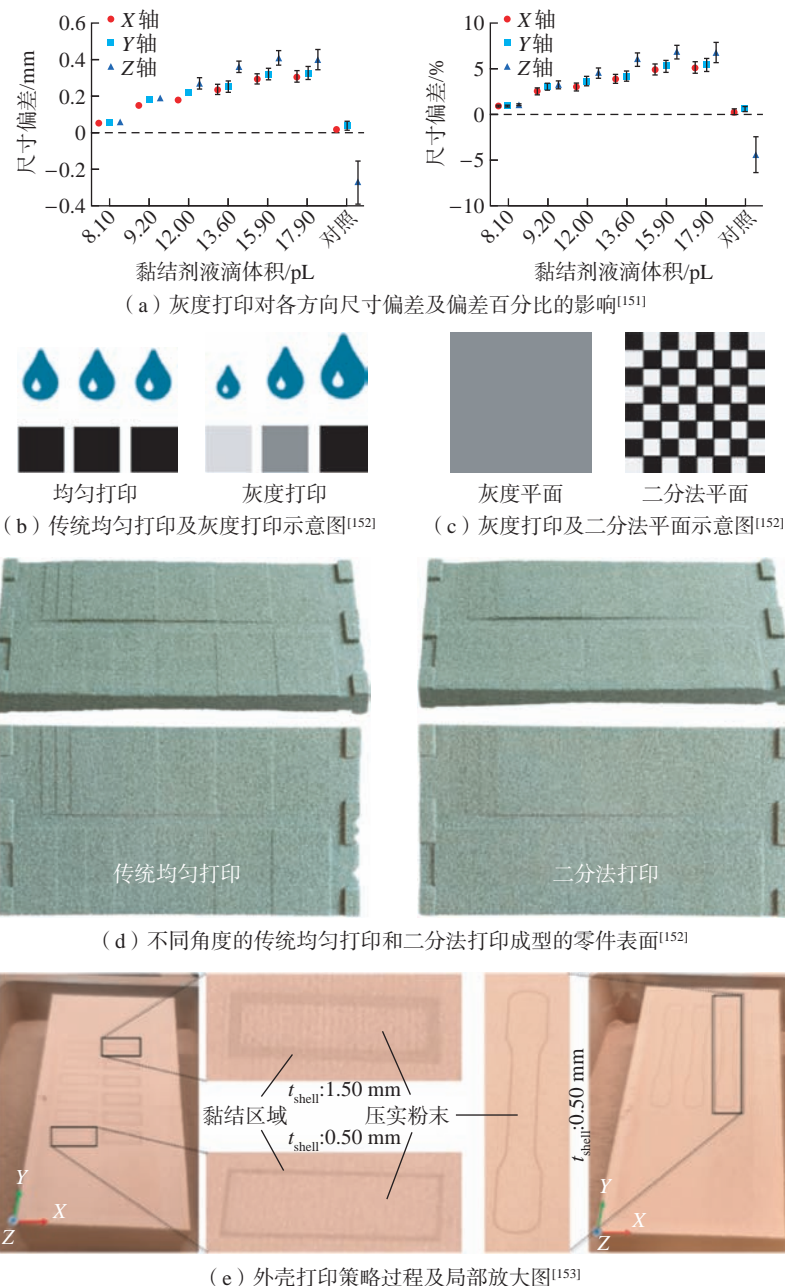 0.6
0.4
0.2
0
−0.2
−0.4
尺寸偏差/mm
X 轴
Y 轴
Z 轴
8.10
9.20
12.00
13.60
15.90
17.90
对照
黏结剂液滴体积/pL
10
5
0
−5
−10
尺寸偏差/%
X 轴
Y 轴
Z 轴
8.10
9.20
12.00
13.60
15.90
17.90
对照
黏结剂液滴体积/pL
（a）灰度打印对各方向尺寸偏差及偏差百分比的影响[151]
均匀打印
灰度打印
（b）传统均匀打印及灰度打印示意图[152]
灰度平面
二分法平面
（c）灰度打印及二分法平面示意图[152]
传统均匀打印
二分法打印
（d）不同角度的传统均匀打印和二分法打印成型的零件表面[152]
Y
X
Z
tshell:1.50 mm
黏结区域
压实粉末
tshell:0.50 mm
tshell:0.50 mm
Y
X
Z
（e）外壳打印策略过程及局部放大图[153]